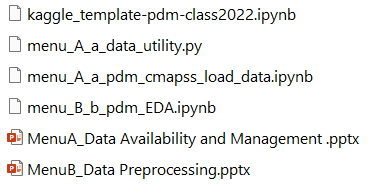 kaggle_template-pdm-class2022.ipynb
menu_A_a_data_utility.py
menu_A_a_pdm_cmapss_load_data.ipynb
menu_B_b_pdm_EDA.ipynb
MenuA_Data Availability and Management .pptx
MenuB_Data Preprocessing.pptx